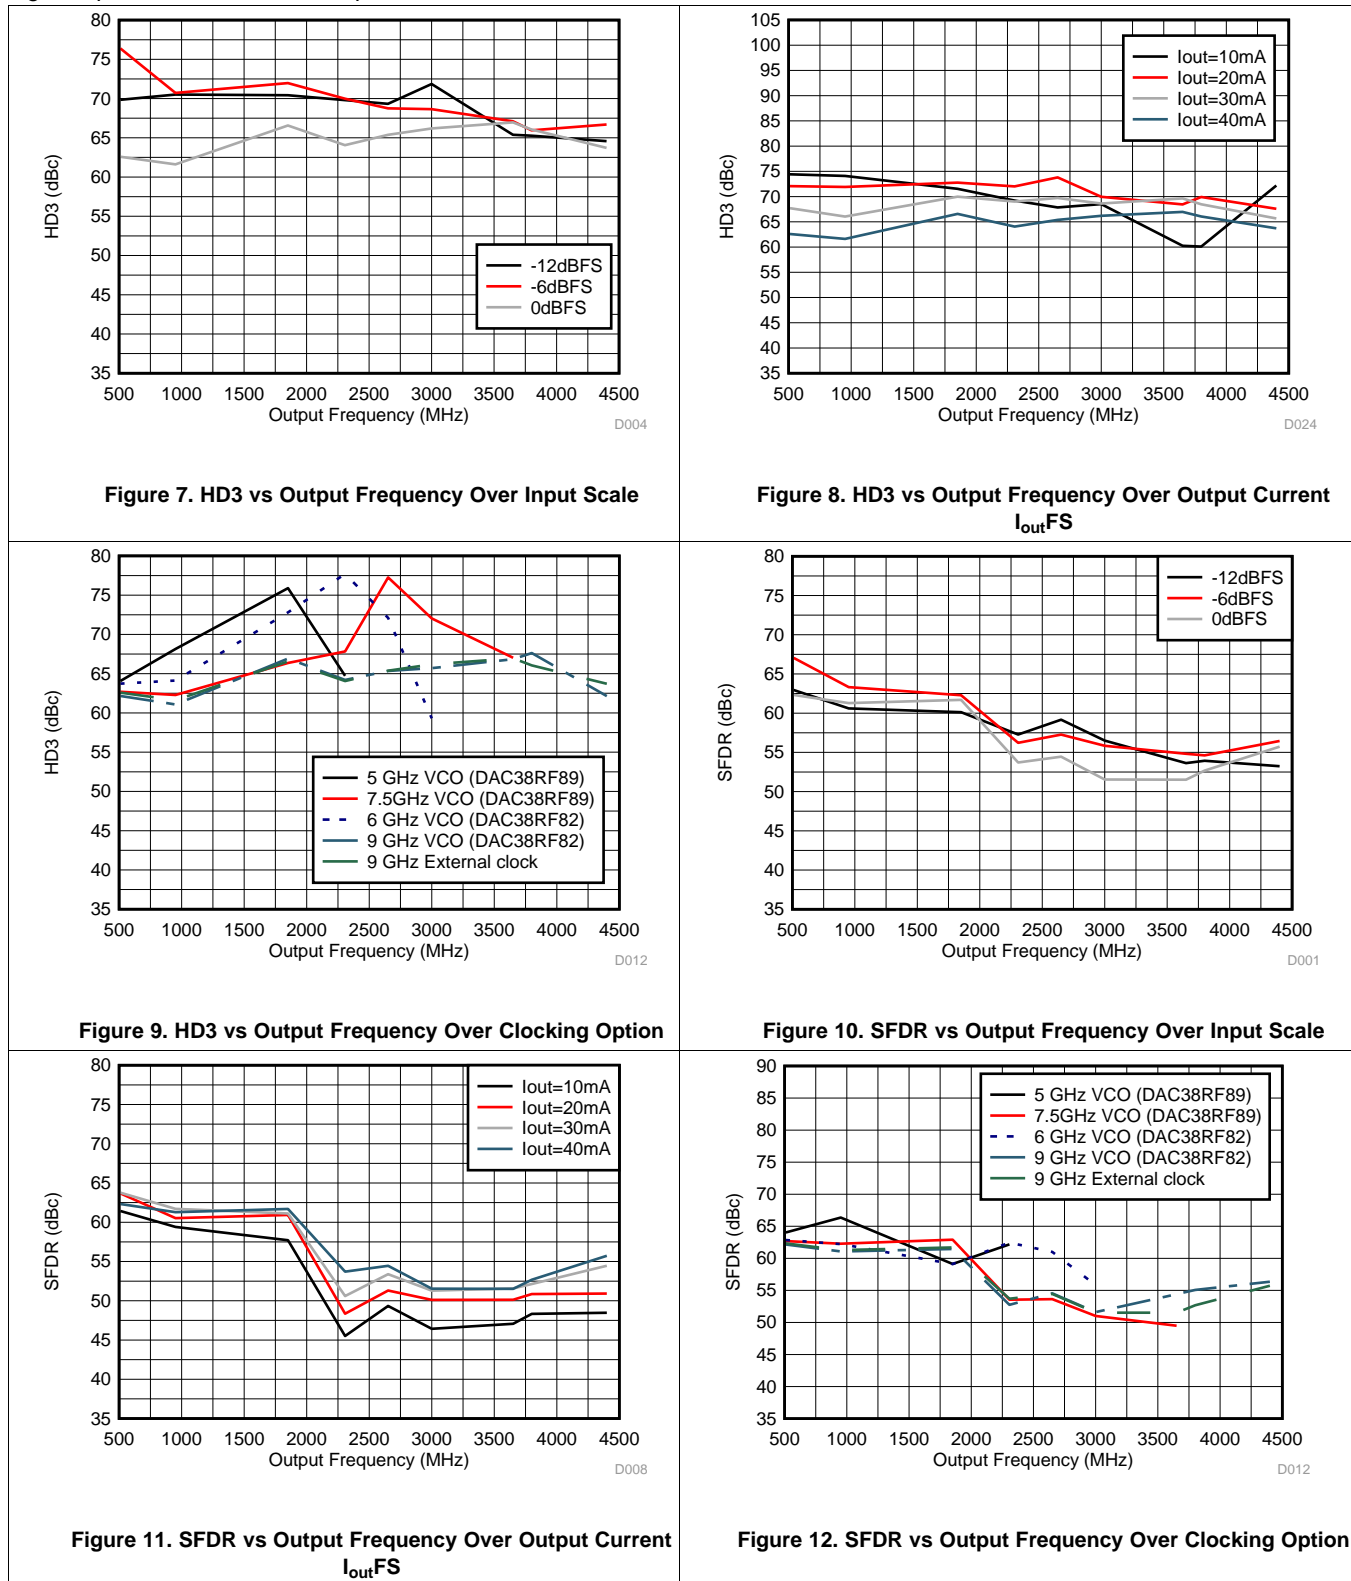 80
75
70
65
60
55
50
45
40
35
HD3 (dBc)
-12dBFS
-6dBFS
0dBFS
500 1000 1500 2000 2500 3000 3500 4000 4500
Output Frequency (MHz)
D004
Figure 7. HD3 vs Output Frequency Over Input Scale
105
100
95
90
85
80
75
70
65
60
55
50
45
40
35
HD3 (dBc)
Iout=10mA
Iout=20mA
Iout=30mA
Iout=40mA
500 1000 1500 2000 2500 3000 3500 4000 4500
Output Frequency (MHz)
D024
Figure 8. HD3 vs Output Frequency Over Output Current
IoutFS
80
75
70
65
60
55
50
45
40
35
HD3 (dBc)
5 GHz VCO (DAC38RF89)
7.5GHz VCO (DAC38RF89)
6 GHz VCO (DAC38RF82)
9 GHz VCO (DAC38RF82)
9 GHz External clock
500 1000 1500 2000 2500 3000 3500 4000 4500
Output Frequency (MHz)
D012
Figure 9. HD3 vs Output Frequency Over Clocking Option
80
75
70
65
60
55
50
45
40
35
SFDR (dBc)
-12dBFS
-6dBFS
0dBFS
500 1000 1500 2000 2500 3000 3500 4000 4500
Output Frequency (MHz)
D001
Figure 10. SFDR vs Output Frequency Over Input Scale
80
75
70
65
60
55
50
45
40
35
SFDR (dBc)
Iout=10mA
Iout=20mA
Iout=30mA
Iout=40mA
500 1000 1500 2000 2500 3000 3500 4000 4500
Output Frequency (MHz)
D008
Figure 11. SFDR vs Output Frequency Over Output Current
IoutFS
90
85
80
75
70
65
60
55
50
45
40
35
SFDR (dBc)
5 GHz VCO (DAC38RF89)
7.5GHz VCO (DAC38RF89)
6 GHz VCO (DAC38RF82)
9 GHz VCO (DAC38RF82)
9 GHz External clock
500 1000 1500 2000 2500 3000 3500 4000 4500
Output Frequency (MHz)
D012
Figure 12. SFDR vs Output Frequency Over Clocking Option